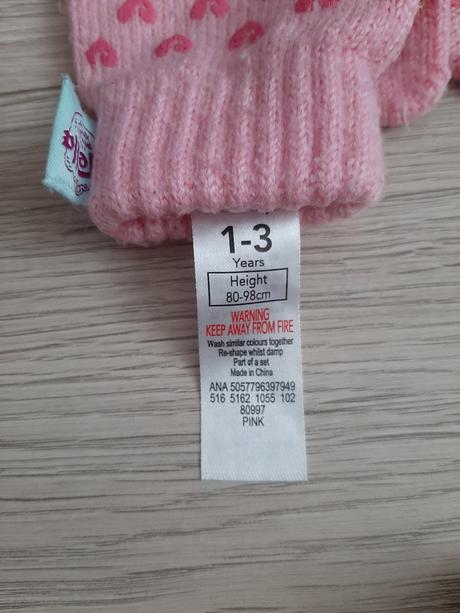 1-3
Years
Height
80-98cm
WARNING
KEEP AWAY FROM FIRE
Wash similar colours together
Re-shape whilst damp
Part of a set
Made in China
ANA 5057796397949
516 5162 1055 102
80997
PINK